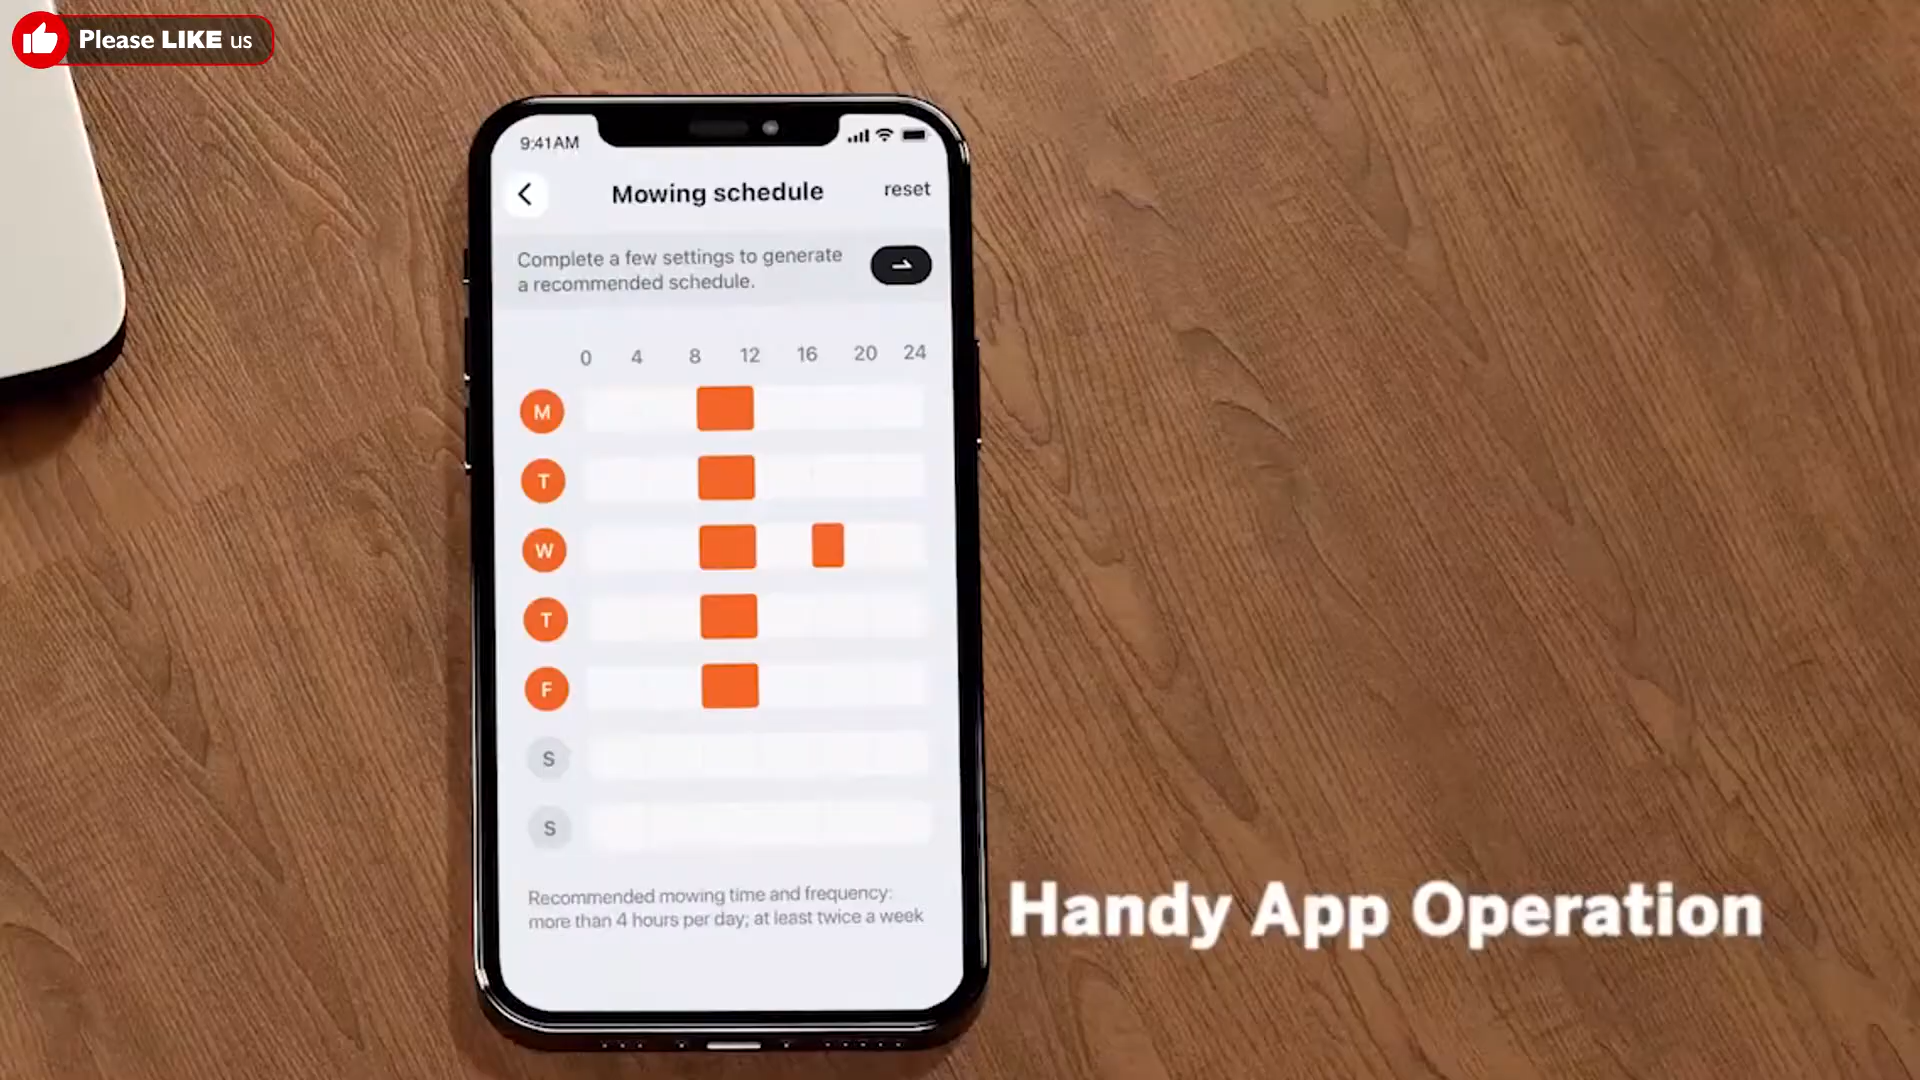 Please LIKE us
9:41AM
Mowing schedule
reset
Complete a few settings to generate
a recommended schedule.
0 4 8 12 16 20 24
M
T
W
T
F
S
S
Recommended mowing time and frequency:
more than 4 hours per day; at least twice a week
Handy App Operation